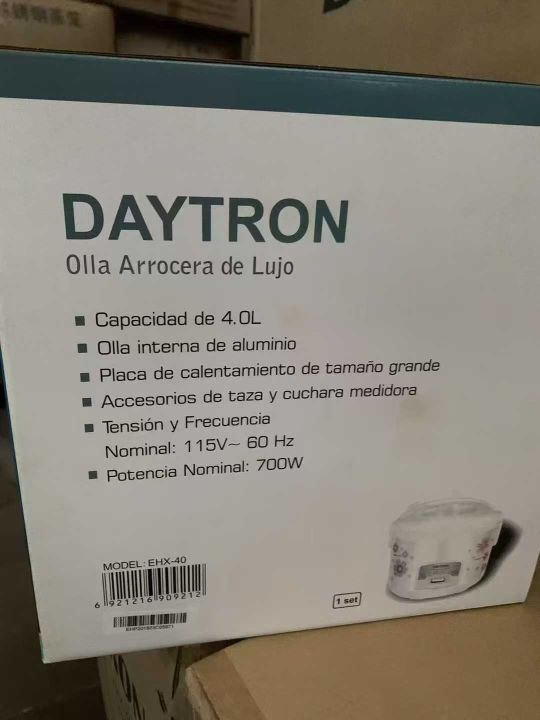 DAYTRON
Olla Arrocera de Lujo
■ Capacidad de 4.0L
■ Olla interna de aluminio
■ Placa de calentamiento de tamaño grande
■ Accesorios de taza y cuchara medidora
■ Tensión y Frecuencia
Nominal: 115V~ 60 Hz
■ Potencia Nominal: 700W
MODEL: EHX-40
6 921216 909212
1 set